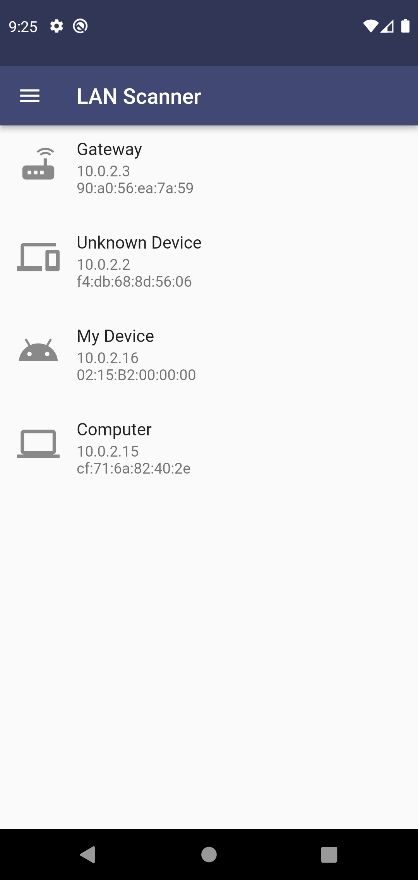 9:25
LAN Scanner
Gateway
10.0.2.3
90:a0:56:ea:7a:59
Unknown Device
10.0.2.2
f4:db:68:8d:56:06
My Device
10.0.2.16
02:15:B2:00:00:00
Computer
10.0.2.15
cf:71:6a:82:40:2e